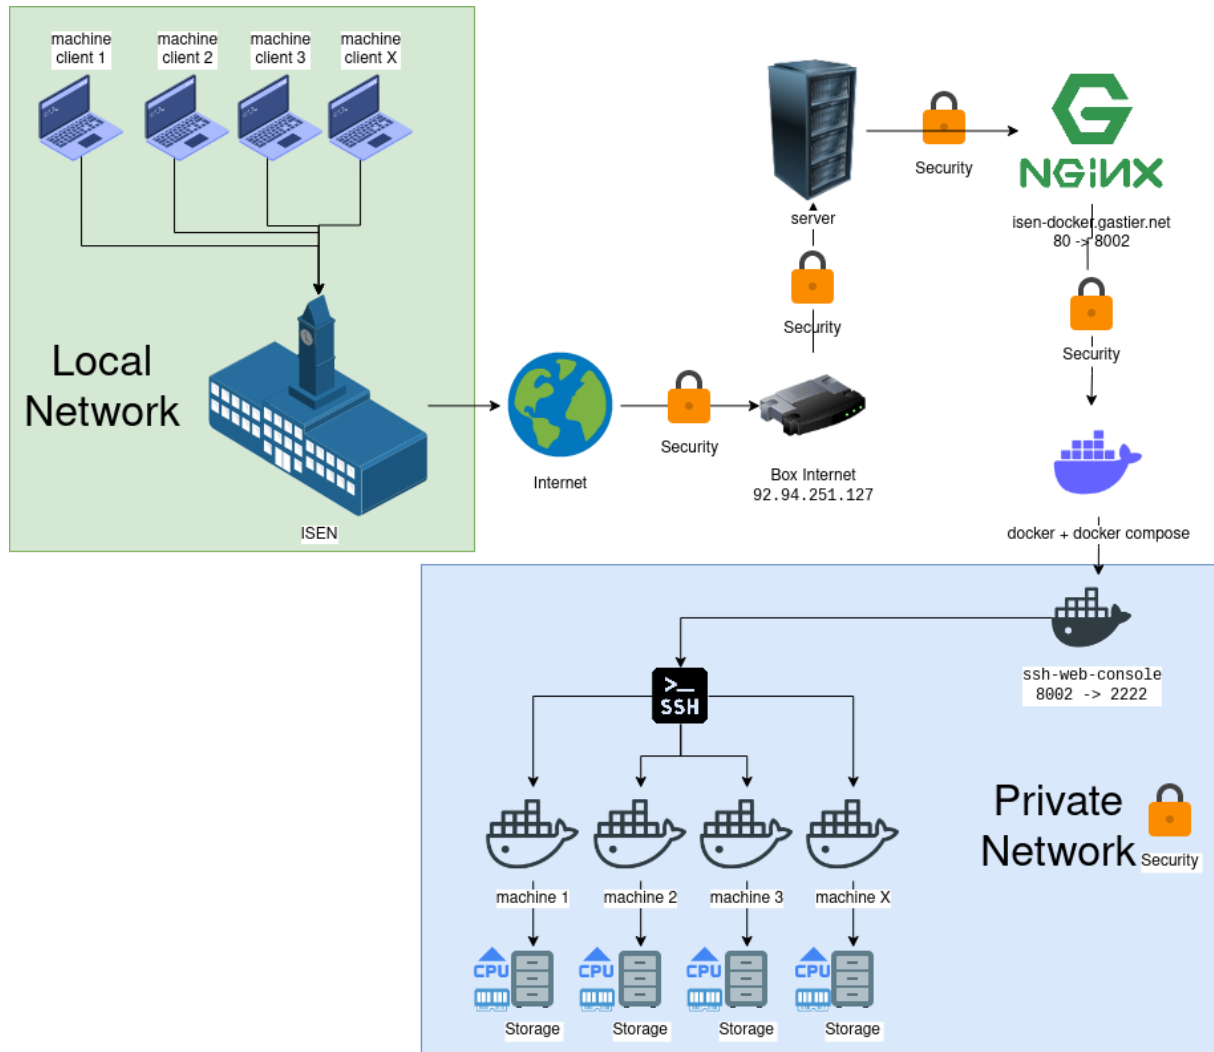 machine
client 1
machine
client 2
machine
client 3
machine
client X
Local
Network
ISEN
Internet
Security
Box Internet
92.94.251.127
Security
server
Security
NGiNX
isen-docker.gastier.net
80 -> 8002
Security
docker + docker compose
ssh-web-console
8002 -> 2222
>_
SSH
machine 1
machine 2
machine 3
machine X
CPU
Storage
CPU
Storage
CPU
Storage
CPU
Storage
Private
Network
Security